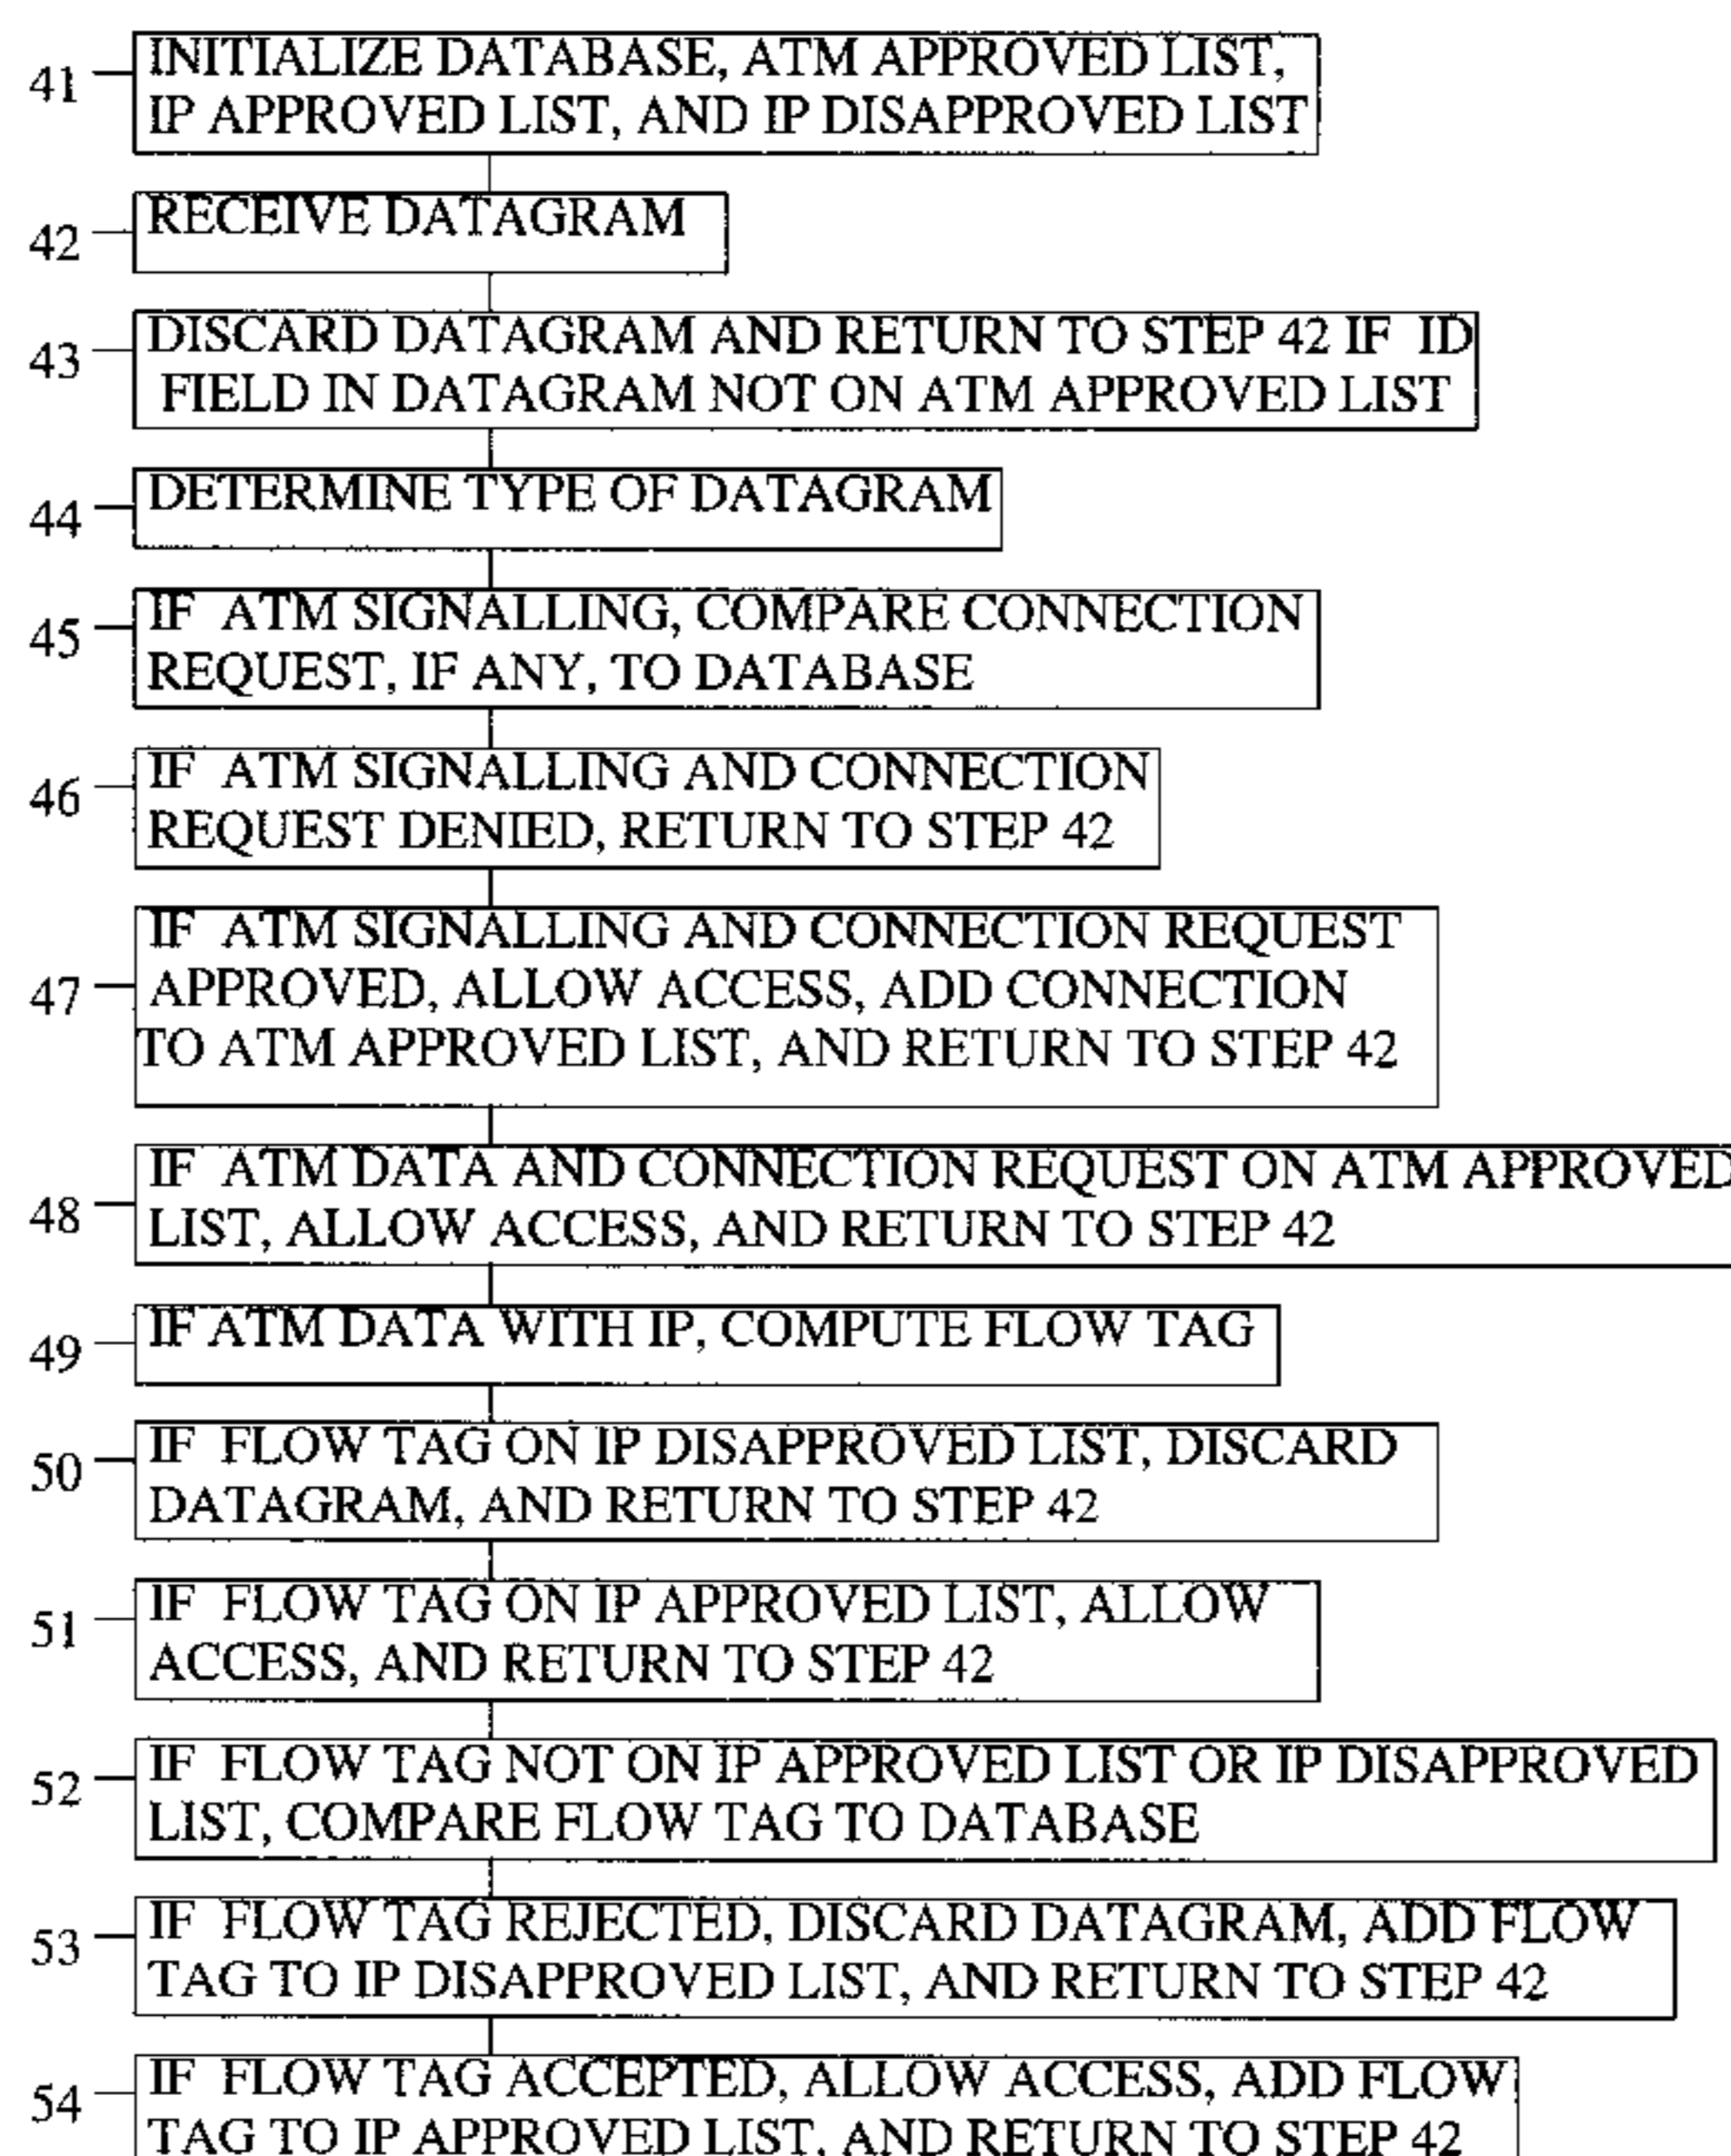 41 INITIALIZE DATABASE, ATM APPROVED LIST,
IP APPROVED LIST, AND IP DISAPPROVED LIST
42 RECEIVE DATAGRAM
43 DISCARD DATAGRAM AND RETURN TO STEP 42 IF ID
FIELD IN DATAGRAM NOT ON ATM APPROVED LIST
44 DETERMINE TYPE OF DATAGRAM
45 IF ATM SIGNALLING, COMPARE CONNECTION
REQUEST, IF ANY, TO DATABASE
46 IF ATM SIGNALLING AND CONNECTION
REQUEST DENIED, RETURN TO STEP 42
IF ATM SIGNALLING AND CONNECTION REQUEST
47 APPROVED, ALLOW ACCESS, ADD CONNECTION
TO ATM APPROVED LIST, AND RETURN TO STEP 42
48 IF ATM DATA AND CONNECTION REQUEST ON ATM APPROVED
LIST, ALLOW ACCESS, AND RETURN TO STEP 42
49 IF ATM DATA WITH IP, COMPUTE FLOW TAG
50 IF FLOW TAG ON IP DISAPPROVED LIST, DISCARD
DATAGRAM, AND RETURN TO STEP 42
51 IF FLOW TAG ON IP APPROVED LIST, ALLOW
ACCESS, AND RETURN TO STEP 42
52 IF FLOW TAG NOT ON IP APPROVED LIST OR IP DISAPPROVED
LIST, COMPARE FLOW TAG TO DATABASE
53 IF FLOW TAG REJECTED, DISCARD DATAGRAM, ADD FLOW
TAG TO IP DISAPPROVED LIST, AND RETURN TO STEP 42
54 IF FLOW TAG ACCEPTED, ALLOW ACCESS, ADD FLOW
TAG TO IP APPROVED LIST, AND RETURN TO STEP 42